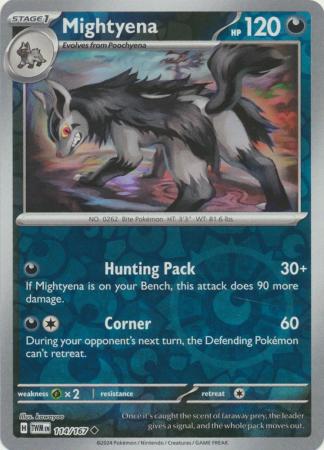 STAGE 1
Mightyena
HP 120
Evolves from Poochyena
NO. 0262 Bite Pokémon HT: 3'3" WT: 81.6 lbs.
Hunting Pack 30+
If Mightyena is on your Bench, this attack does 90 more
damage.
Corner 60
During your opponent's next turn, the Defending Pokémon
can't retreat.
weakness ×2 resistance retreat
Illus. kawayoo
H TWM EN 114/167
Once it's caught the scent of faraway prey, the leader
gives a signal, and the whole pack moves out.
©2024 Pokémon / Nintendo / Creatures / GAME FREAK